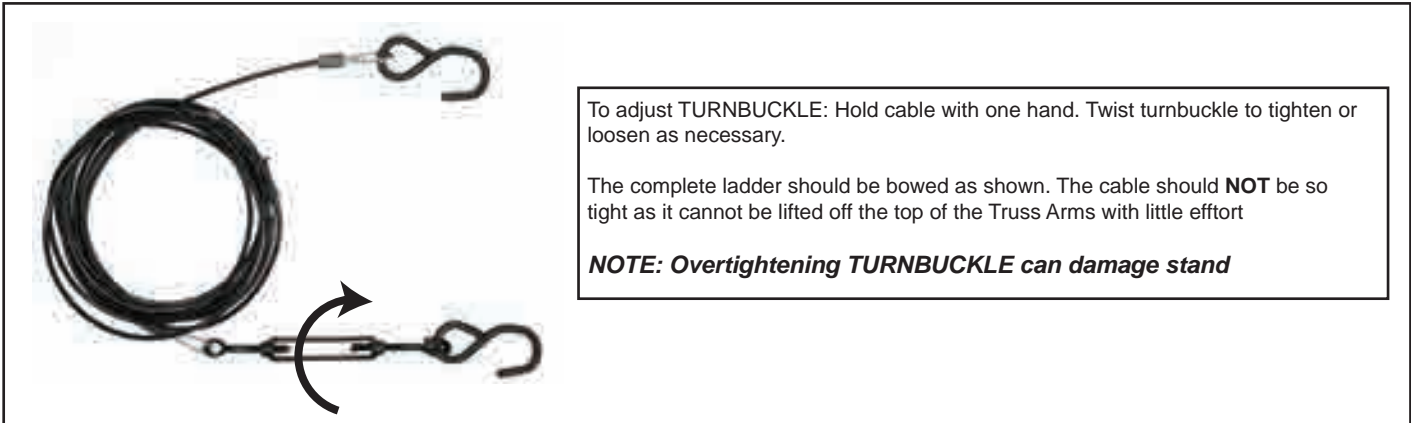 To adjust TURNBUCKLE: Hold cable with one hand. Twist turnbuckle to tighten or
loosen as necessary.
The complete ladder should be bowed as shown. The cable should NOT be so
tight as it cannot be lifted off the top of the Truss Arms with little efftort
NOTE: Overtightening TURNBUCKLE can damage stand